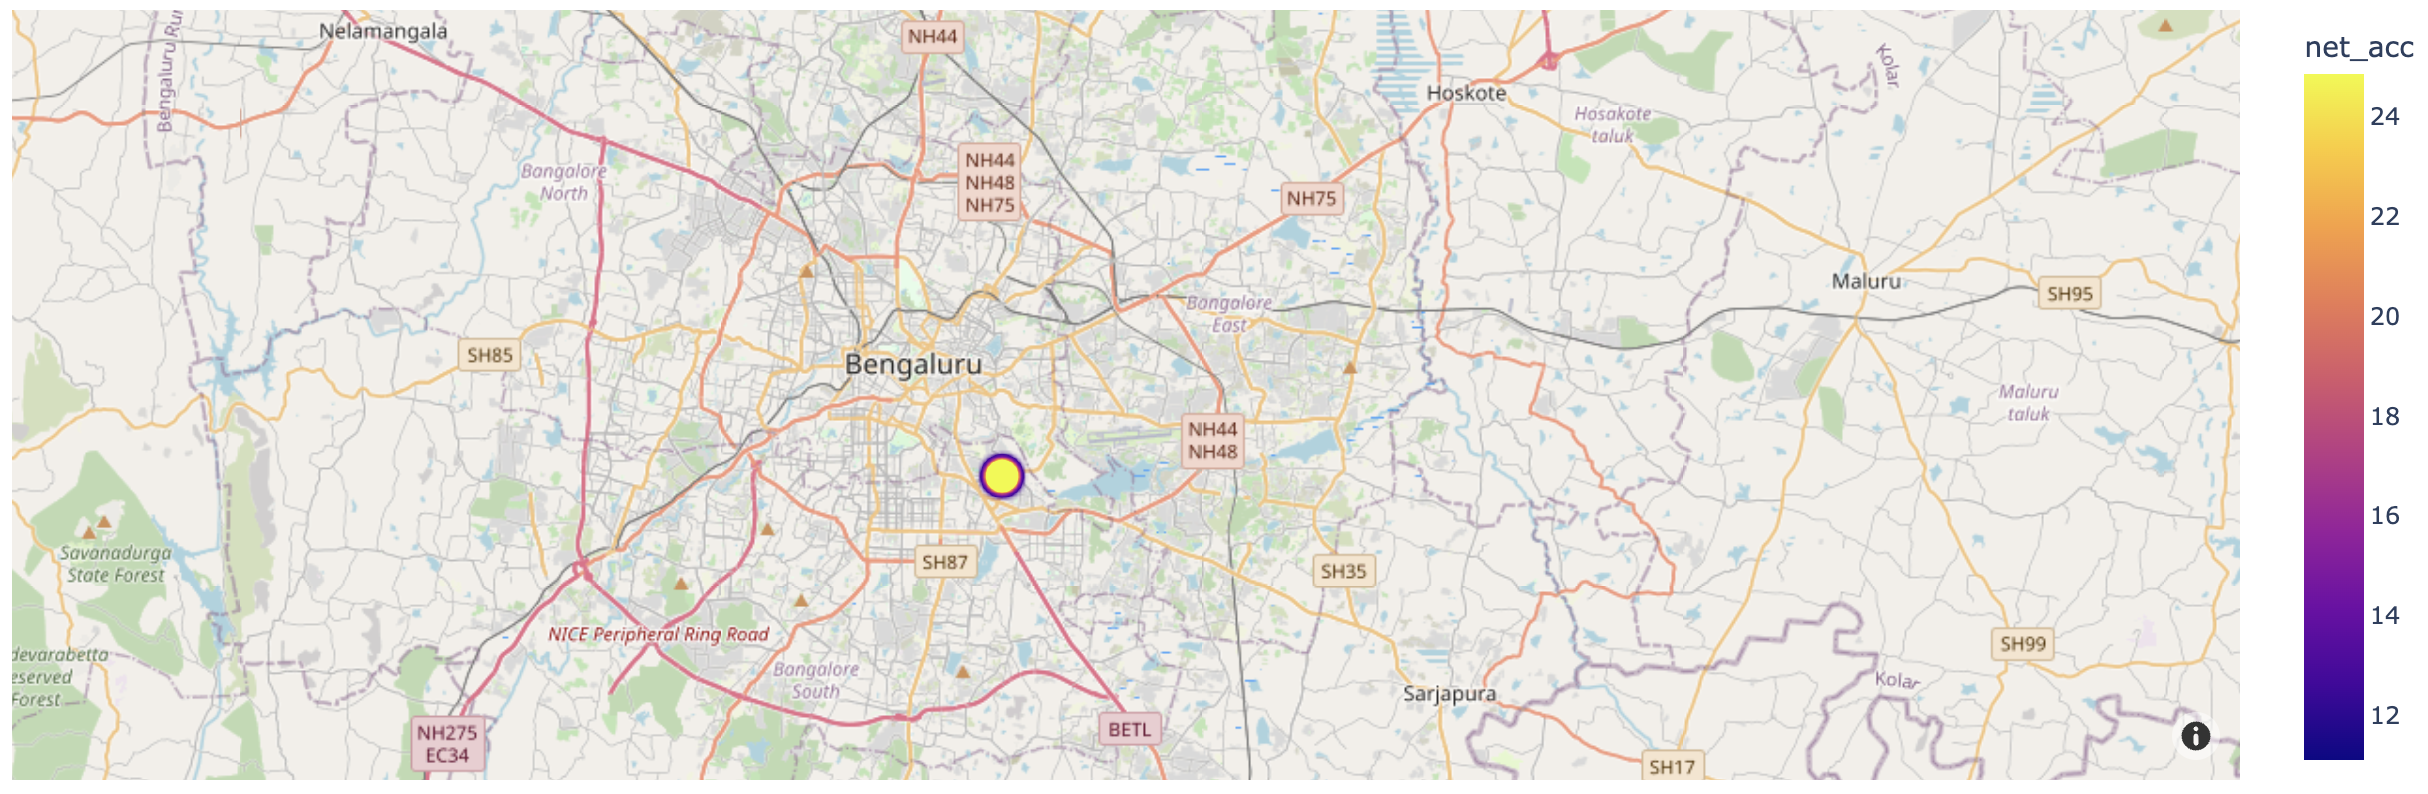 Nelamangala
Bengaluru Ru
NH44
net_acc
Kolar
Hoskote
Hosakote
taluk
24
NH44
NH48
NH75
Bangalore
North
NH75
22
Maluru
SH95
Bangalore
East
20
SH85
Bengaluru
Maluru
taluk
18
NH44
NH48
16
Savanadurga
State Forest
SH87
SH35
14
NICE Peripheral Ring Road
SH99
devarabetta
eserved
Forest
Bangalore
South
Kolar
Sarjapura
12
NH275
EC34
BETL
SH17